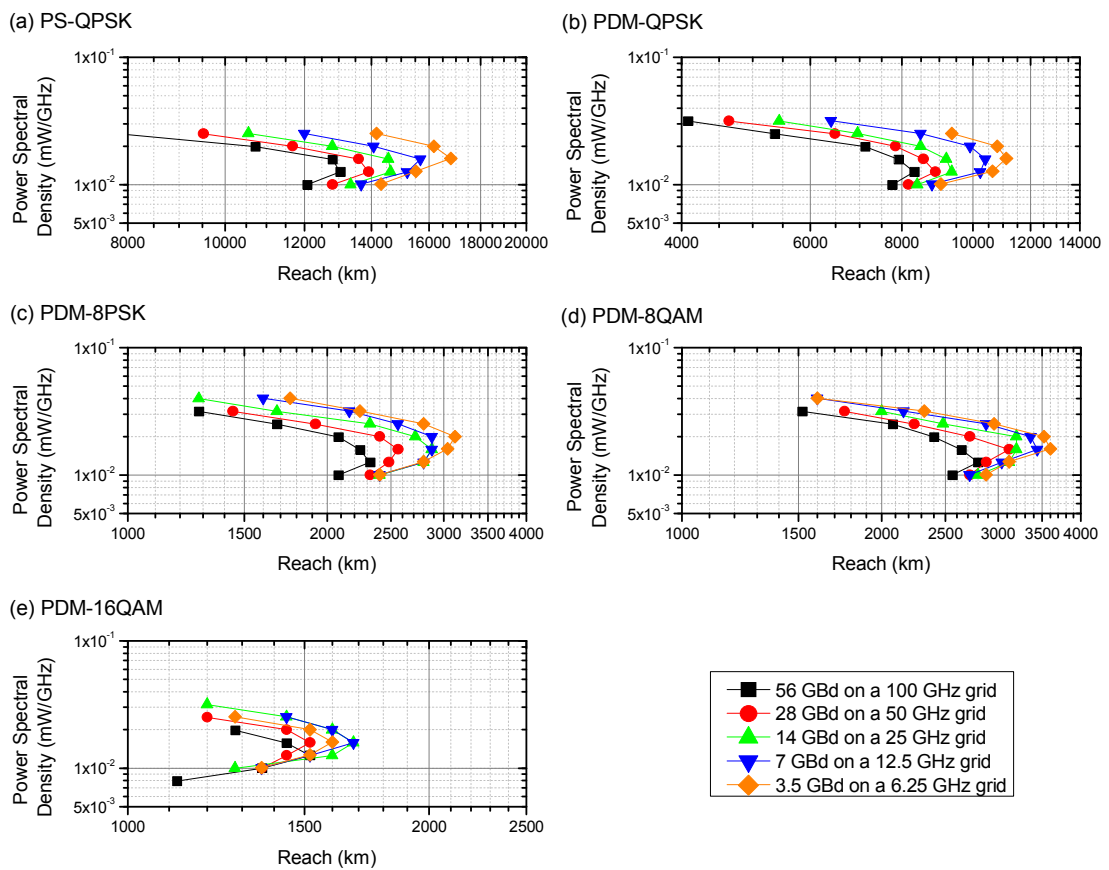 (a) PS-QPSK
1x10⁻¹
1x10⁻²
5x10⁻³
Power Spectral
Density (mW/GHz)
8000 10000 12000 14000 16000 18000 20000
Reach (km)
(b) PDM-QPSK
1x10⁻¹
1x10⁻²
5x10⁻³
Power Spectral
Density (mW/GHz)
4000 6000 8000 10000 12000 14000
Reach (km)
(c) PDM-8PSK
1x10⁻¹
1x10⁻²
5x10⁻³
Power Spectral
Density (mW/GHz)
1000 1500 2000 2500 3000 3500 4000
Reach (km)
(d) PDM-8QAM
1x10⁻¹
1x10⁻²
5x10⁻³
Power Spectral
Density (mW/GHz)
1000 1500 2000 2500 3000 3500 4000
Reach (km)
(e) PDM-16QAM
1x10⁻¹
1x10⁻²
5x10⁻³
Power Spectral
Density (mW/GHz)
1000 1500 2000 2500
Reach (km)
56 GBd on a 100 GHz grid
28 GBd on a 50 GHz grid
14 GBd on a 25 GHz grid
7 GBd on a 12.5 GHz grid
3.5 GBd on a 6.25 GHz grid